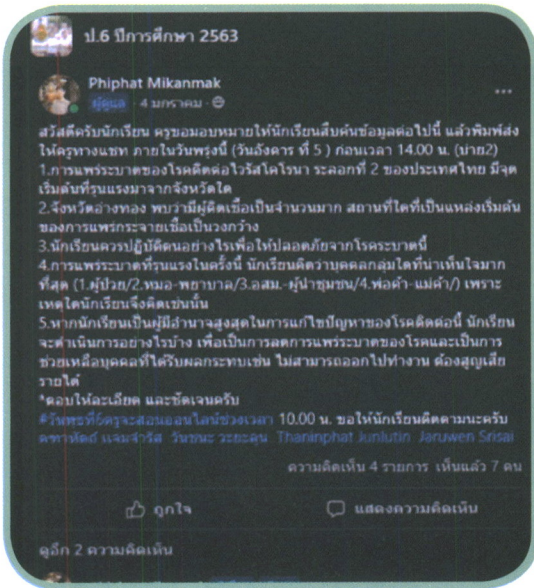 ป.6 ปีการศึกษา 2563
Phiphat Mikanmak
ผู้ดูแล · 4 มกราคม ·
สวัสดีครับนักเรียน ครูขอมอบหมายให้นักเรียนสืบค้นข้อมูลต่อไปนี้ แล้วพิมพ์ส่ง
ให้ครูทางแชท ภายในวันพรุ่งนี้ (วันอังคาร ที่ 5 ) ก่อนเวลา 14.00 น. (บ่าย2)
1.การแพร่ระบาดของโรคติดต่อไวรัสโคโรนา ระลอกที่ 2 ของประเทศไทย มีจุด
เริ่มต้นที่รุนแรงมาจากจังหวัดใด
2.จังหวัดอ่างทอง พบว่ามีผู้ติดเชื้อเป็นจำนวนมาก สถานที่ใดที่เป็นแหล่งเริ่มต้น
ของการแพร่กระจายเชื้อเป็นวงกว้าง
3.นักเรียนควรปฏิบัติตนอย่างไรเพื่อให้ปลอดภัยจากโรคระบาดนี้
4.การแพร่ระบาดที่รุนแรงในครั้งนี้ นักเรียนคิดว่าบุคคลกลุ่มใดที่น่าเห็นใจมาก
ที่สุด (1.ผู้ป่วย/2.หมอ-พยาบาล/3.อสม.-ผู้นำชุมชน/4.พ่อค้า-แม่ค้า/) เพราะ
เหตุใดนักเรียนจึงคิดเช่นนั้น
5.หากนักเรียนเป็นผู้มีอำนาจสูงสุดในการแก้ไขปัญหาของโรคติดต่อนี้ นักเรียน
จะดำเนินการอย่างไรบ้าง เพื่อเป็นการลดการแพร่ระบาดของโรคและเป็นการ
ช่วยเหลือบุคคลที่ได้รับผลกระทบเช่น ไม่สามารถออกไปทำงาน ต้องสูญเสีย
รายได้
*ตอบให้ละเอียด และชัดเจนครับ
#วันพุธที่6ครูจะสอนออนไลน์ช่วงเวลา 10.00 น. ขอให้นักเรียนติดตามนะครับ
แจมจำรัส วันชนะ Thaninphat Junlutin Jaruwen Srisai
ความคิดเห็น 4 รายการ เห็นแล้ว 7 คน
ถูกใจ แสดงความคิดเห็น
ดูอีก 2 ความคิดเห็น